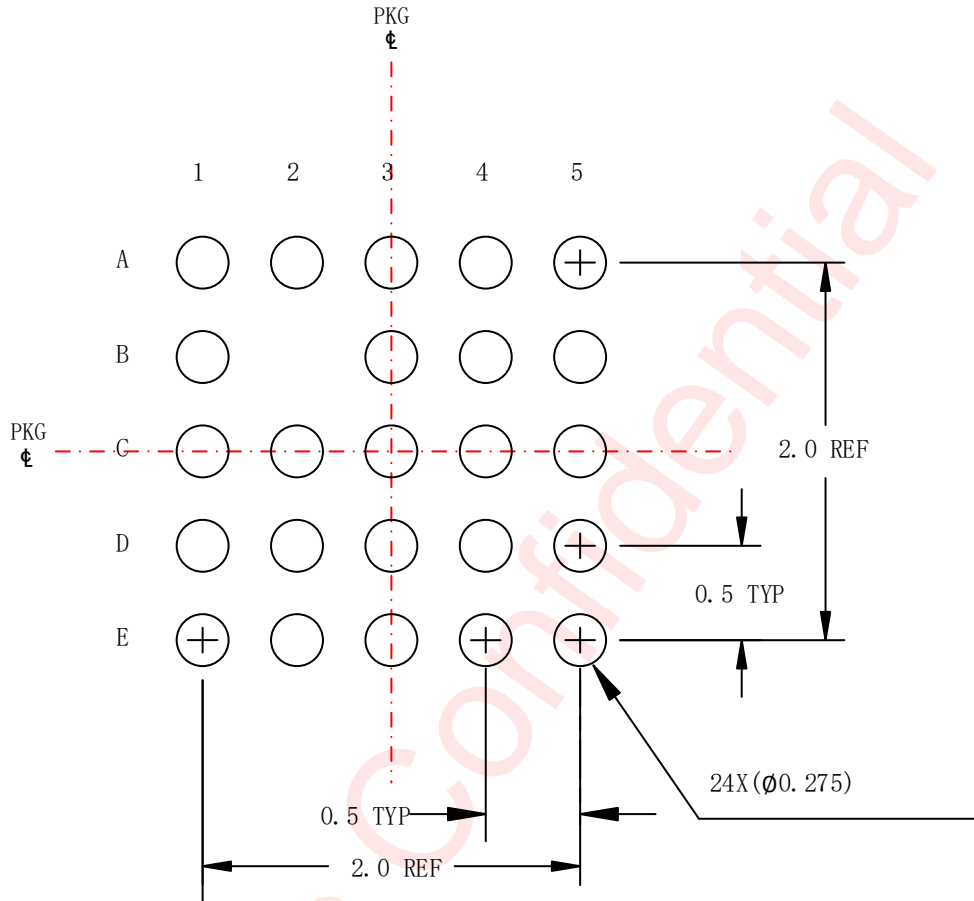 PKG
℄
1 2 3 4 5
A
B
PKG
℄
C
2.0 REF
D
0.5 TYP
E
24X(Ø0.275)
0.5 TYP
2.0 REF
Confidential